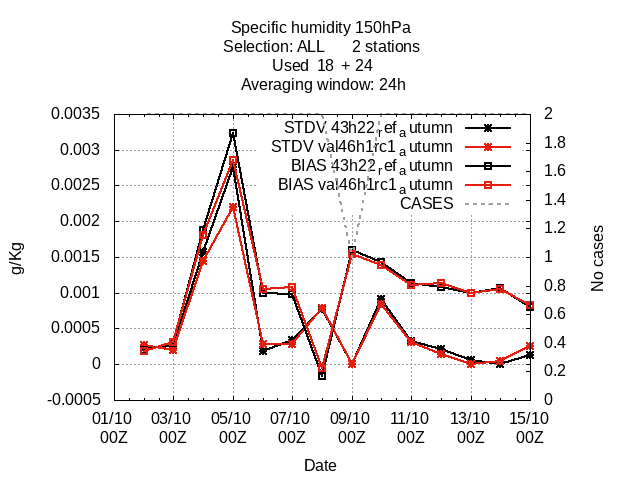 Specific humidity 150hPa
Selection: ALL 2 stations
Used 18 + 24
Averaging window: 24h
STDV 43h22_ref_autumn
STDV val46h1rc1_autumn
BIAS 43h22_ref_autumn
BIAS val46h1rc1_autumn
CASES
0.0035
0.003
0.0025
0.002
0.0015
0.001
0.0005
0
-0.0005
g/Kg
2
1.8
1.6
1.4
1.2
1
0.8
0.6
0.4
0.2
0
No cases
01/10 03/10 05/10 07/10 09/10 11/10 13/10 15/10
00Z 00Z 00Z 00Z 00Z 00Z 00Z 00Z
Date